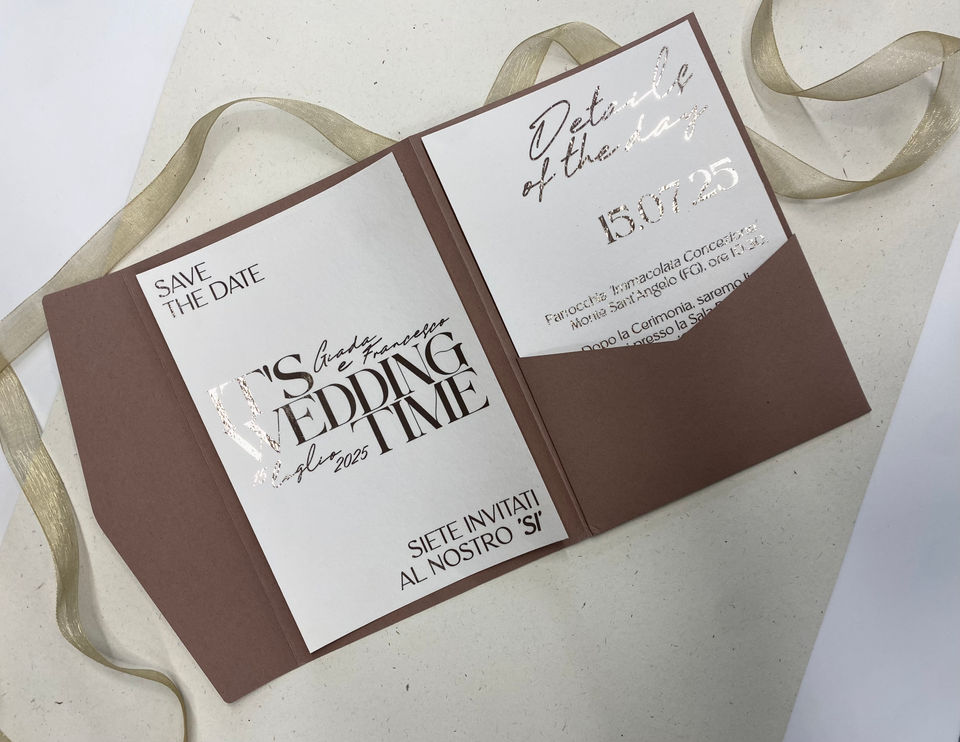 SAVE
THE DATE
Giada
e Francesco
IT'S
WEDDING
TIME
luglio 2025
SIETE INVITATI
AL NOSTRO 'SI'
Details
of the day
15.07.25
Parrocchia Immacolata Concezione
Monte Sant'Angelo (FG), ore
Dopo la Cerimonia, saremo
presso la Sala